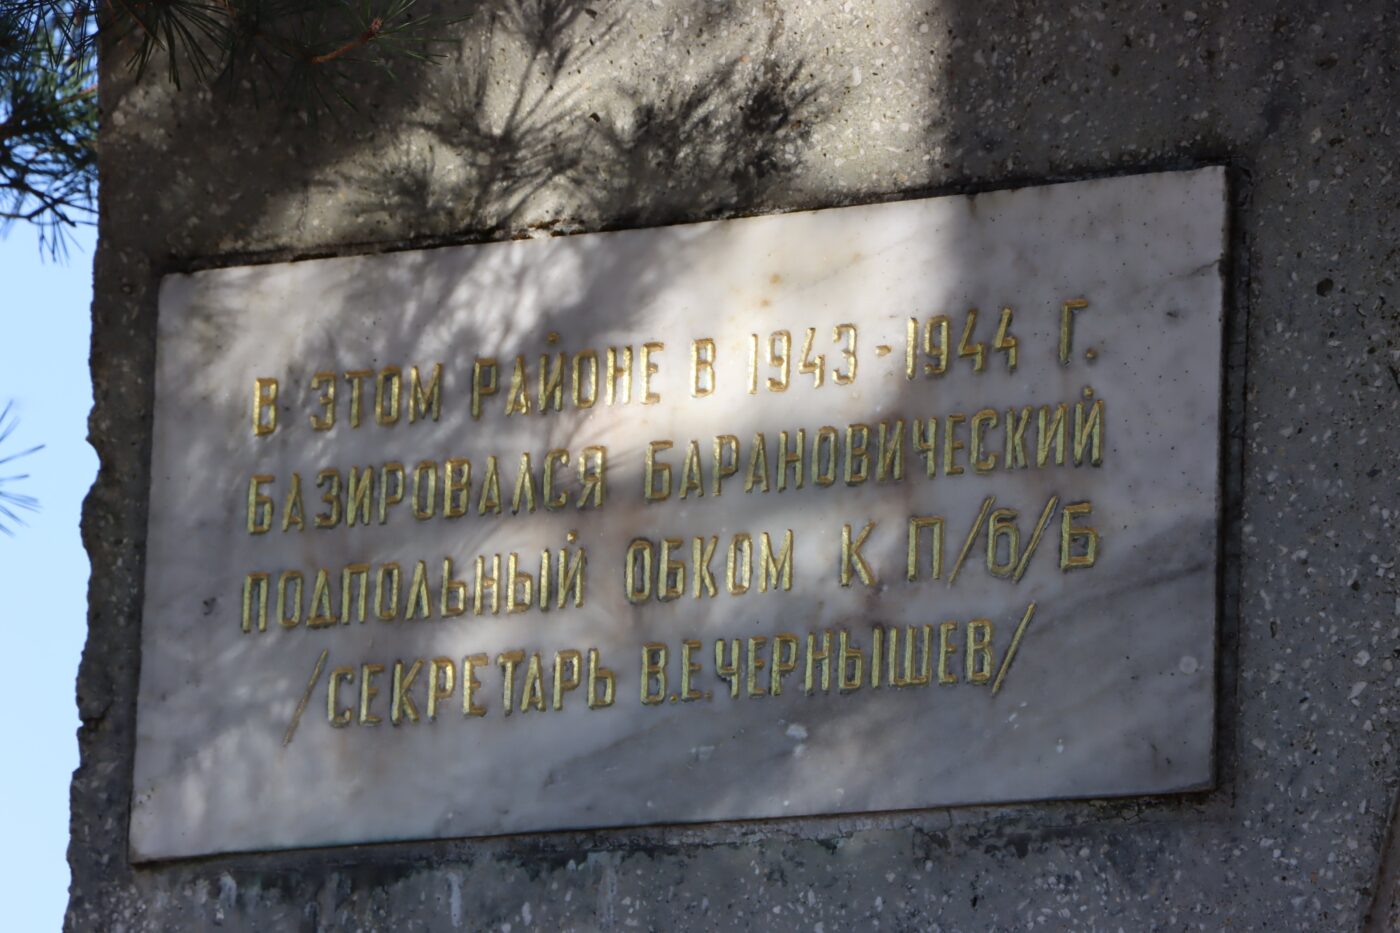 В ЭТОМ РАЙОНЕ В 1943-1944 Г.
БАЗИРОВАЛСЯ БАРАНОВИЧЕСКИЙ
ПОДПОЛЬНЫЙ ОБКОМ К П/б/Б
/СЕКРЕТАРЬ В.Е.ЧЕРНЫШЕВ/